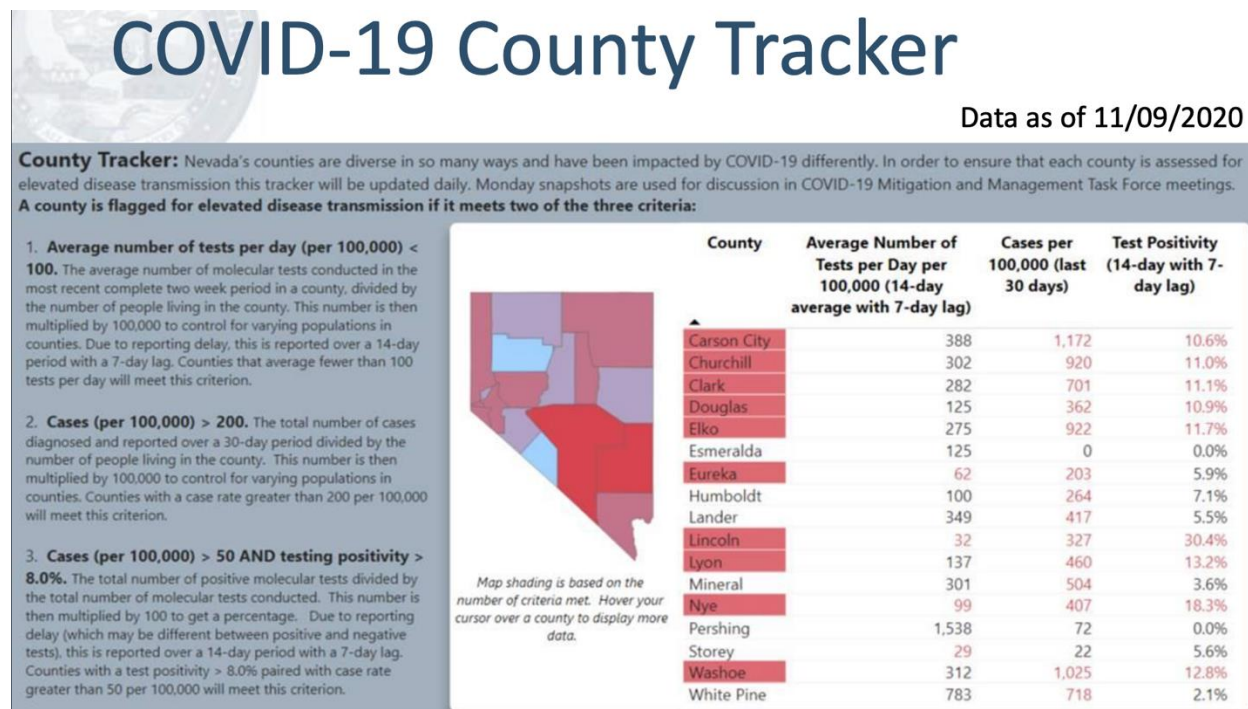 COVID-19 County Tracker
Data as of 11/09/2020
County Tracker: Nevada's counties are diverse in so many ways and have been impacted by COVID-19 differently. In order to ensure that each county is assessed for
elevated disease transmission this tracker will be updated daily. Monday snapshots are used for discussion in COVID-19 Mitigation and Management Task Force meetings.
A county is flagged for elevated disease transmission if it meets two of the three criteria:
1. Average number of tests per day (per 100,000) <
100. The average number of molecular tests conducted in the
most recent complete two week period in a county, divided by
the number of people living in the county. This number is then
multiplied by 100,000 to control for varying populations in
counties. Due to reporting delay, this is reported over a 14-day
period with a 7-day lag. Counties that average fewer than 100
tests per day will meet this criterion.
2. Cases (per 100,000) > 200. The total number of cases
diagnosed and reported over a 30-day period divided by the
number of people living in the county. This number is then
multiplied by 100,000 to control for varying populations in
counties. Counties with a case rate greater than 200 per 100,000
will meet this criterion.
3. Cases (per 100,000) > 50 AND testing positivity >
8.0%. The total number of positive molecular tests divided by
the total number of molecular tests conducted. This number is
then multiplied by 100 to get a percentage. Due to reporting
delay (which may be different between positive and negative
tests), this is reported over a 14-day period with a 7-day lag.
Counties with a test positivity > 8.0% paired with case rate
greater than 50 per 100,000 will meet this criterion.
Map shading is based on the
number of criteria met. Hover your
cursor over a county to display more
data.
County Average Number of Cases per Test Positivity
Tests per Day per 100,000 (last (14-day with 7-
100,000 (14-day 30 days) day lag)
average with 7-day lag)
Carson City 388 1,172 10.6%
Churchill 302 920 11.0%
Clark 282 701 11.1%
Douglas 125 362 10.9%
Elko 275 922 11.7%
Esmeralda 125 0 0.0%
Eureka 62 203 5.9%
Humboldt 100 264 7.1%
Lander 349 417 5.5%
Lincoln 32 327 30.4%
Lyon 137 460 13.2%
Mineral 301 504 3.6%
Nye 99 407 18.3%
Pershing 1,538 72 0.0%
Storey 29 22 5.6%
Washoe 312 1,025 12.8%
White Pine 783 718 2.1%